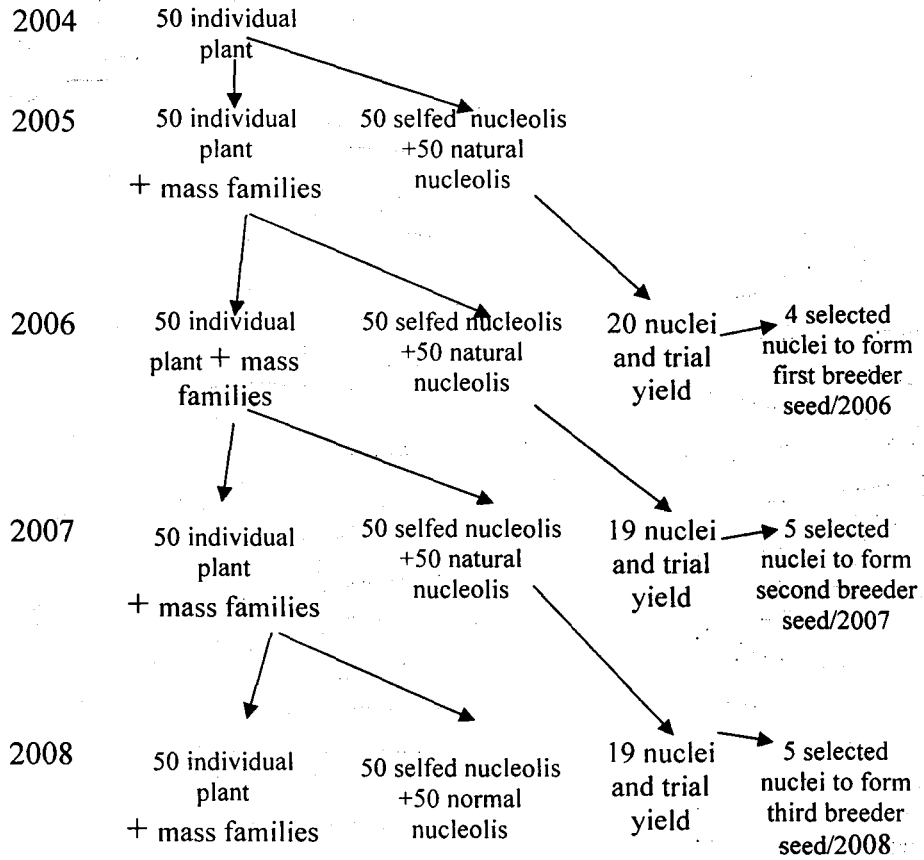 2004
50 individual
plant
2005
50 individual
plant
+ mass families
50 selfed nucleolis
+50 natural
nucleolis
2006
50 individual
plant + mass
families
50 selfed nucleolis
+50 natural
nucleolis
20 nuclei
and trial
yield
4 selected
nuclei to form
first breeder
seed/2006
2007
50 individual
plant
+ mass families
50 selfed nucleolis
+50 natural
nucleolis
19 nuclei
and trial
yield
5 selected
nuclei to form
second breeder
seed/2007
2008
50 individual
plant
+ mass families
50 selfed nucleolis
+50 normal
nucleolis
19 nuclei
and trial
yield
5 selected
nuclei to form
third breeder
seed/2008